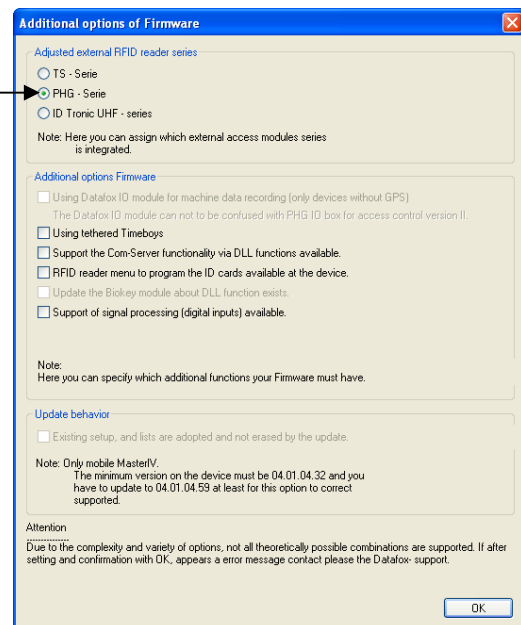 Additional options of Firmware
Adjusted external RFID reader series
TS - Serie
PHG - Serie
ID Tronic UHF - series
Note: Here you can assign which external access modules series
is integrated.
Additional options Firmware
Using Datafox IO module for machine data recording (only devices without GPS)
The Datafox IO module can not to be confused with PHG IO box for access control version II.
Using tethered Timeboys
Support the Com-Server functionality via DLL functions available.
RFID reader menu to program the ID cards available at the device.
Update the Biokey module about DLL function exists.
Support of signal processing (digital inputs) available.
Note:
Here you can specify which additional functions your Firmware must have.
Update behavior
Existing setup, and lists are adopted and not erased by the update.
Note: Only mobile MasterIV.
The minimum version on the device must be 04.01.04.32 and you
have to update to 04.01.04.59 at least for this option to correct
supported.
Attention
Due to the complexity and variety of options, not all theoretically possible combinations are supported. If after
setting and confirmation with OK, appears a error message contact please the Datafox- support.
OK